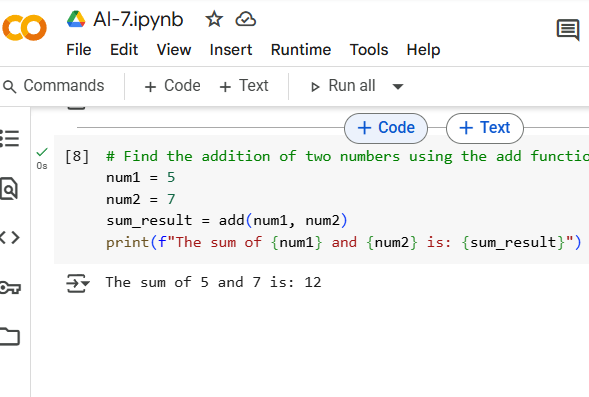 AI-7.ipynb
File Edit View Insert Runtime Tools Help
Commands + Code + Text Run all
+ Code + Text
[8] # Find the addition of two numbers using the add functio
0s
num1 = 5
num2 = 7
sum_result = add(num1, num2)
print(f"The sum of {num1} and {num2} is: {sum_result}")
The sum of 5 and 7 is: 12